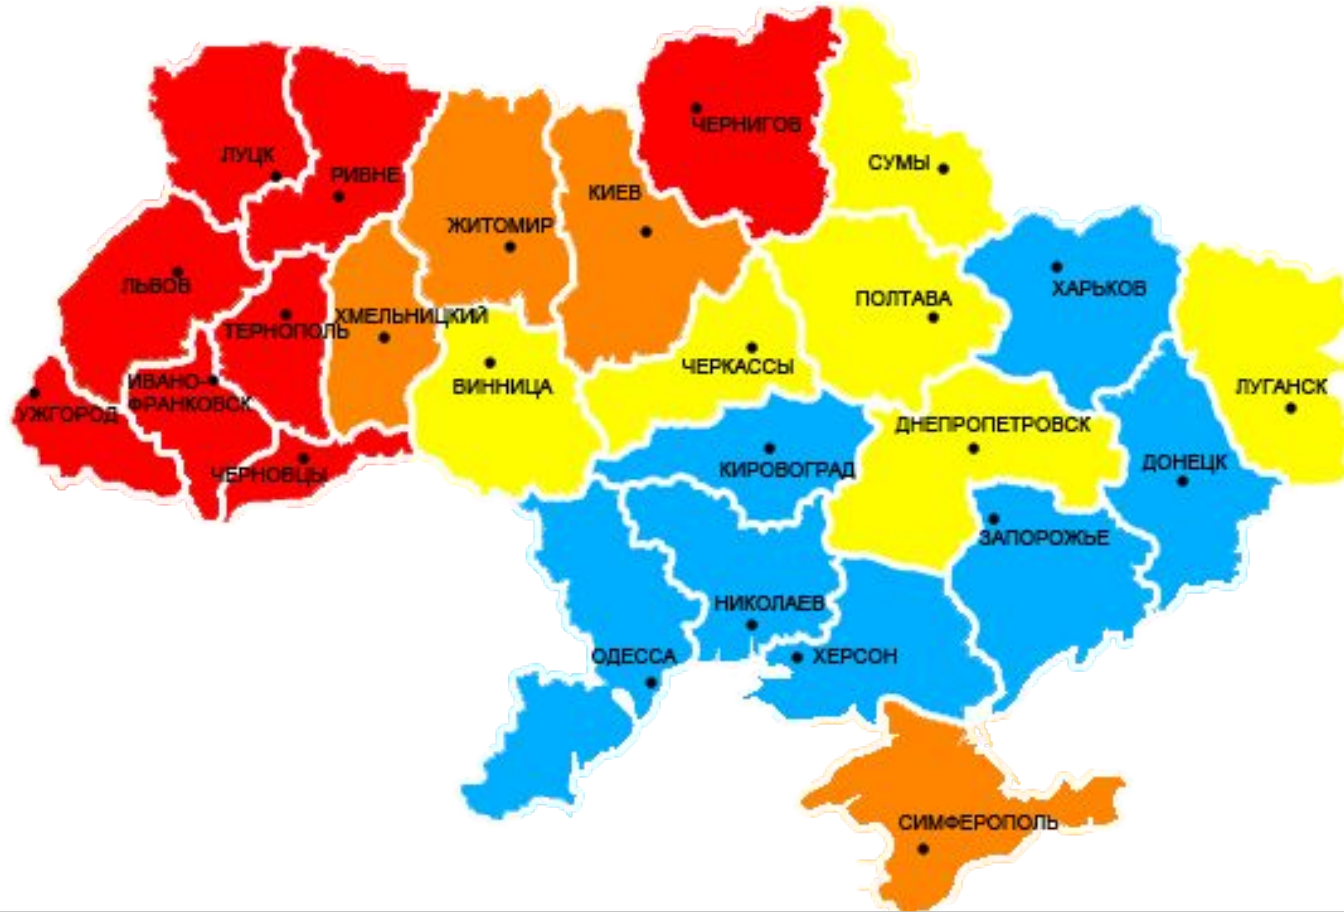 ЧЕРНИГОВ
ЛУЦК
РИВНЕ
СУМЫ
КИЕВ
ЖИТОМИР
ЛЬВОВ
ХАРЬКОВ
ПОЛТАВА
ХМЕЛЬНИЦКИЙ
ТЕРНОПОЛЬ
ЧЕРКАССЫ
ВИННИЦА
ЛУГАНСК
ИВАНО-
ФРАНКОВСК
УЖГОРОД
ДНЕПРОПЕТРОВСК
ДОНЕЦК
КИРОВОГРАД
ЧЕРНОВЦЫ
ЗАПОРОЖЬЕ
НИКОЛАЕВ
ОДЕССА
ХЕРСОН
СИМФЕРОПОЛЬ